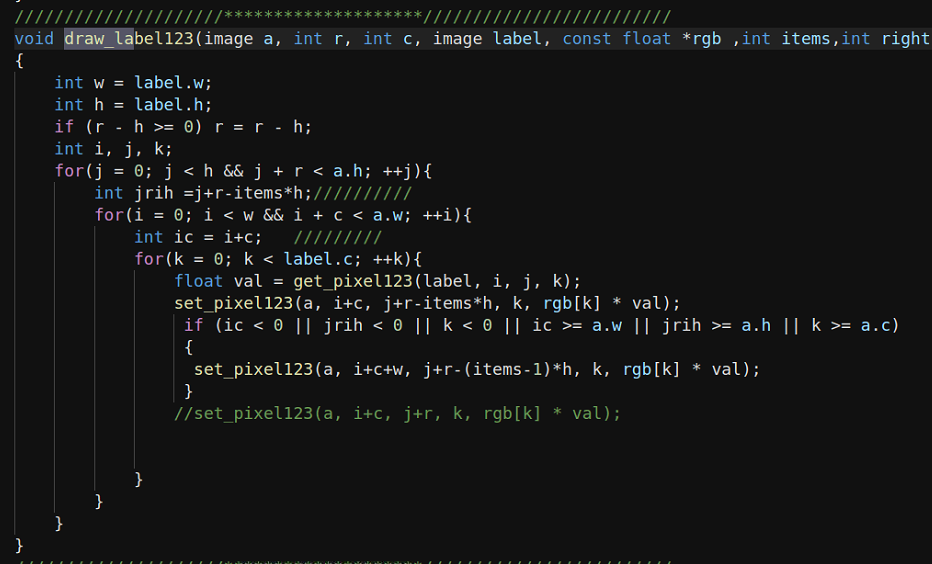 //////////////////////********************/////////////////////////
void draw_label123(image a, int r, int c, image label, const float *rgb ,int items,int right
{
int w = label.w;
int h = label.h;
if (r - h >= 0) r = r - h;
int i, j, k;
for(j = 0; j < h && j + r < a.h; ++j){
int jrih =j+r-items*h;//////////
for(i = 0; i < w && i + c < a.w; ++i){
int ic = i+c;   /////////
for(k = 0; k < label.c; ++k){
float val = get_pixel123(label, i, j, k);
set_pixel123(a, i+c, j+r-items*h, k, rgb[k] * val);
if (ic < 0 || jrih < 0 || k < 0 || ic >= a.w || jrih >= a.h || k >= a.c)
{
set_pixel123(a, i+c+w, j+r-(items-1)*h, k, rgb[k] * val);
}
//set_pixel123(a, i+c, j+r, k, rgb[k] * val);
}
}
}
}